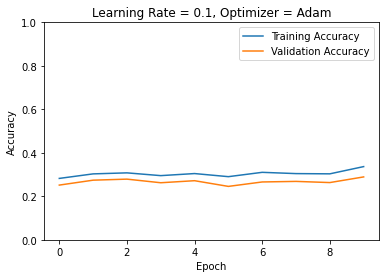 Learning Rate = 0.1, Optimizer = Adam
Training Accuracy
Validation Accuracy
1.0
0.8
0.6
0.4
0.2
0.0
Accuracy
0 2 4 6 8
Epoch